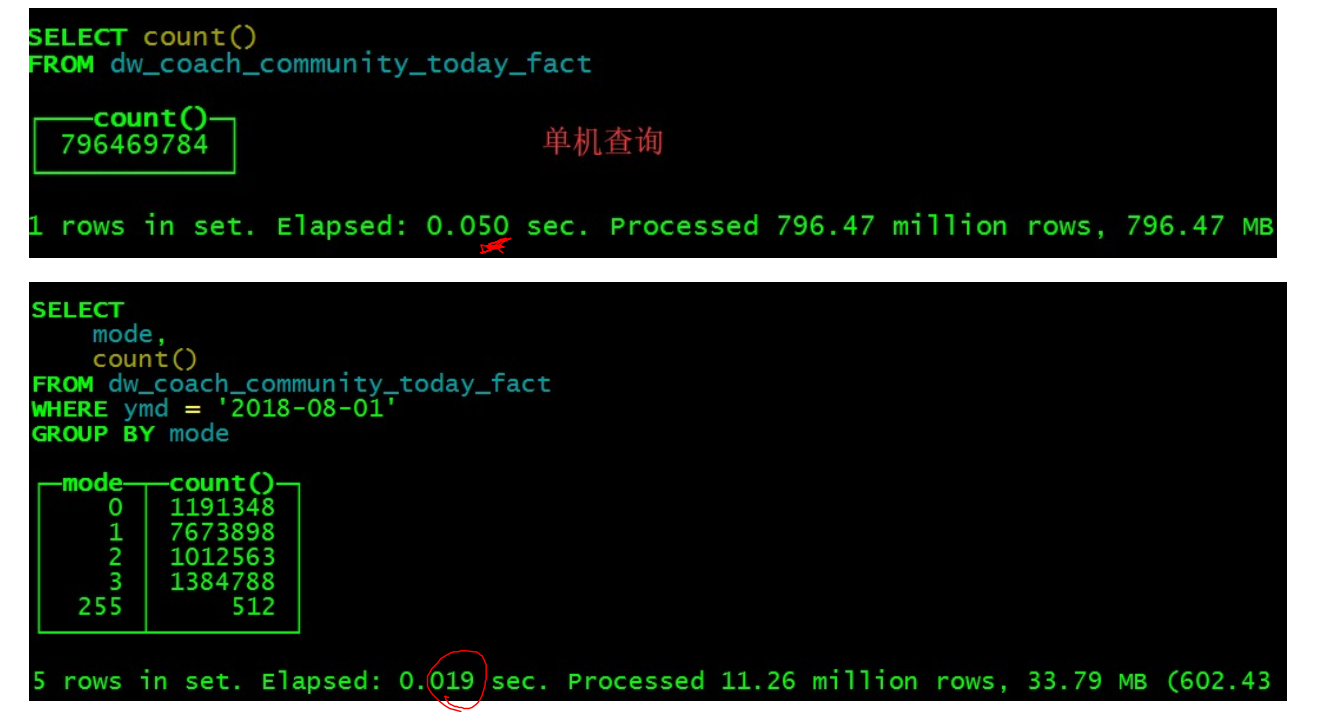 SELECT count()
FROM dw_coach_community_today_fact
count()
796469784
单机查询
1 rows in set. Elapsed: 0.050 sec. Processed 796.47 million rows, 796.47 MB
SELECT
mode,
count()
FROM dw_coach_community_today_fact
WHERE ymd = '2018-08-01'
GROUP BY mode
mode count()
0 1191348
1 7673898
2 1012563
3 1384788
255 512
5 rows in set. Elapsed: 0.019 sec. Processed 11.26 million rows, 33.79 MB (602.43